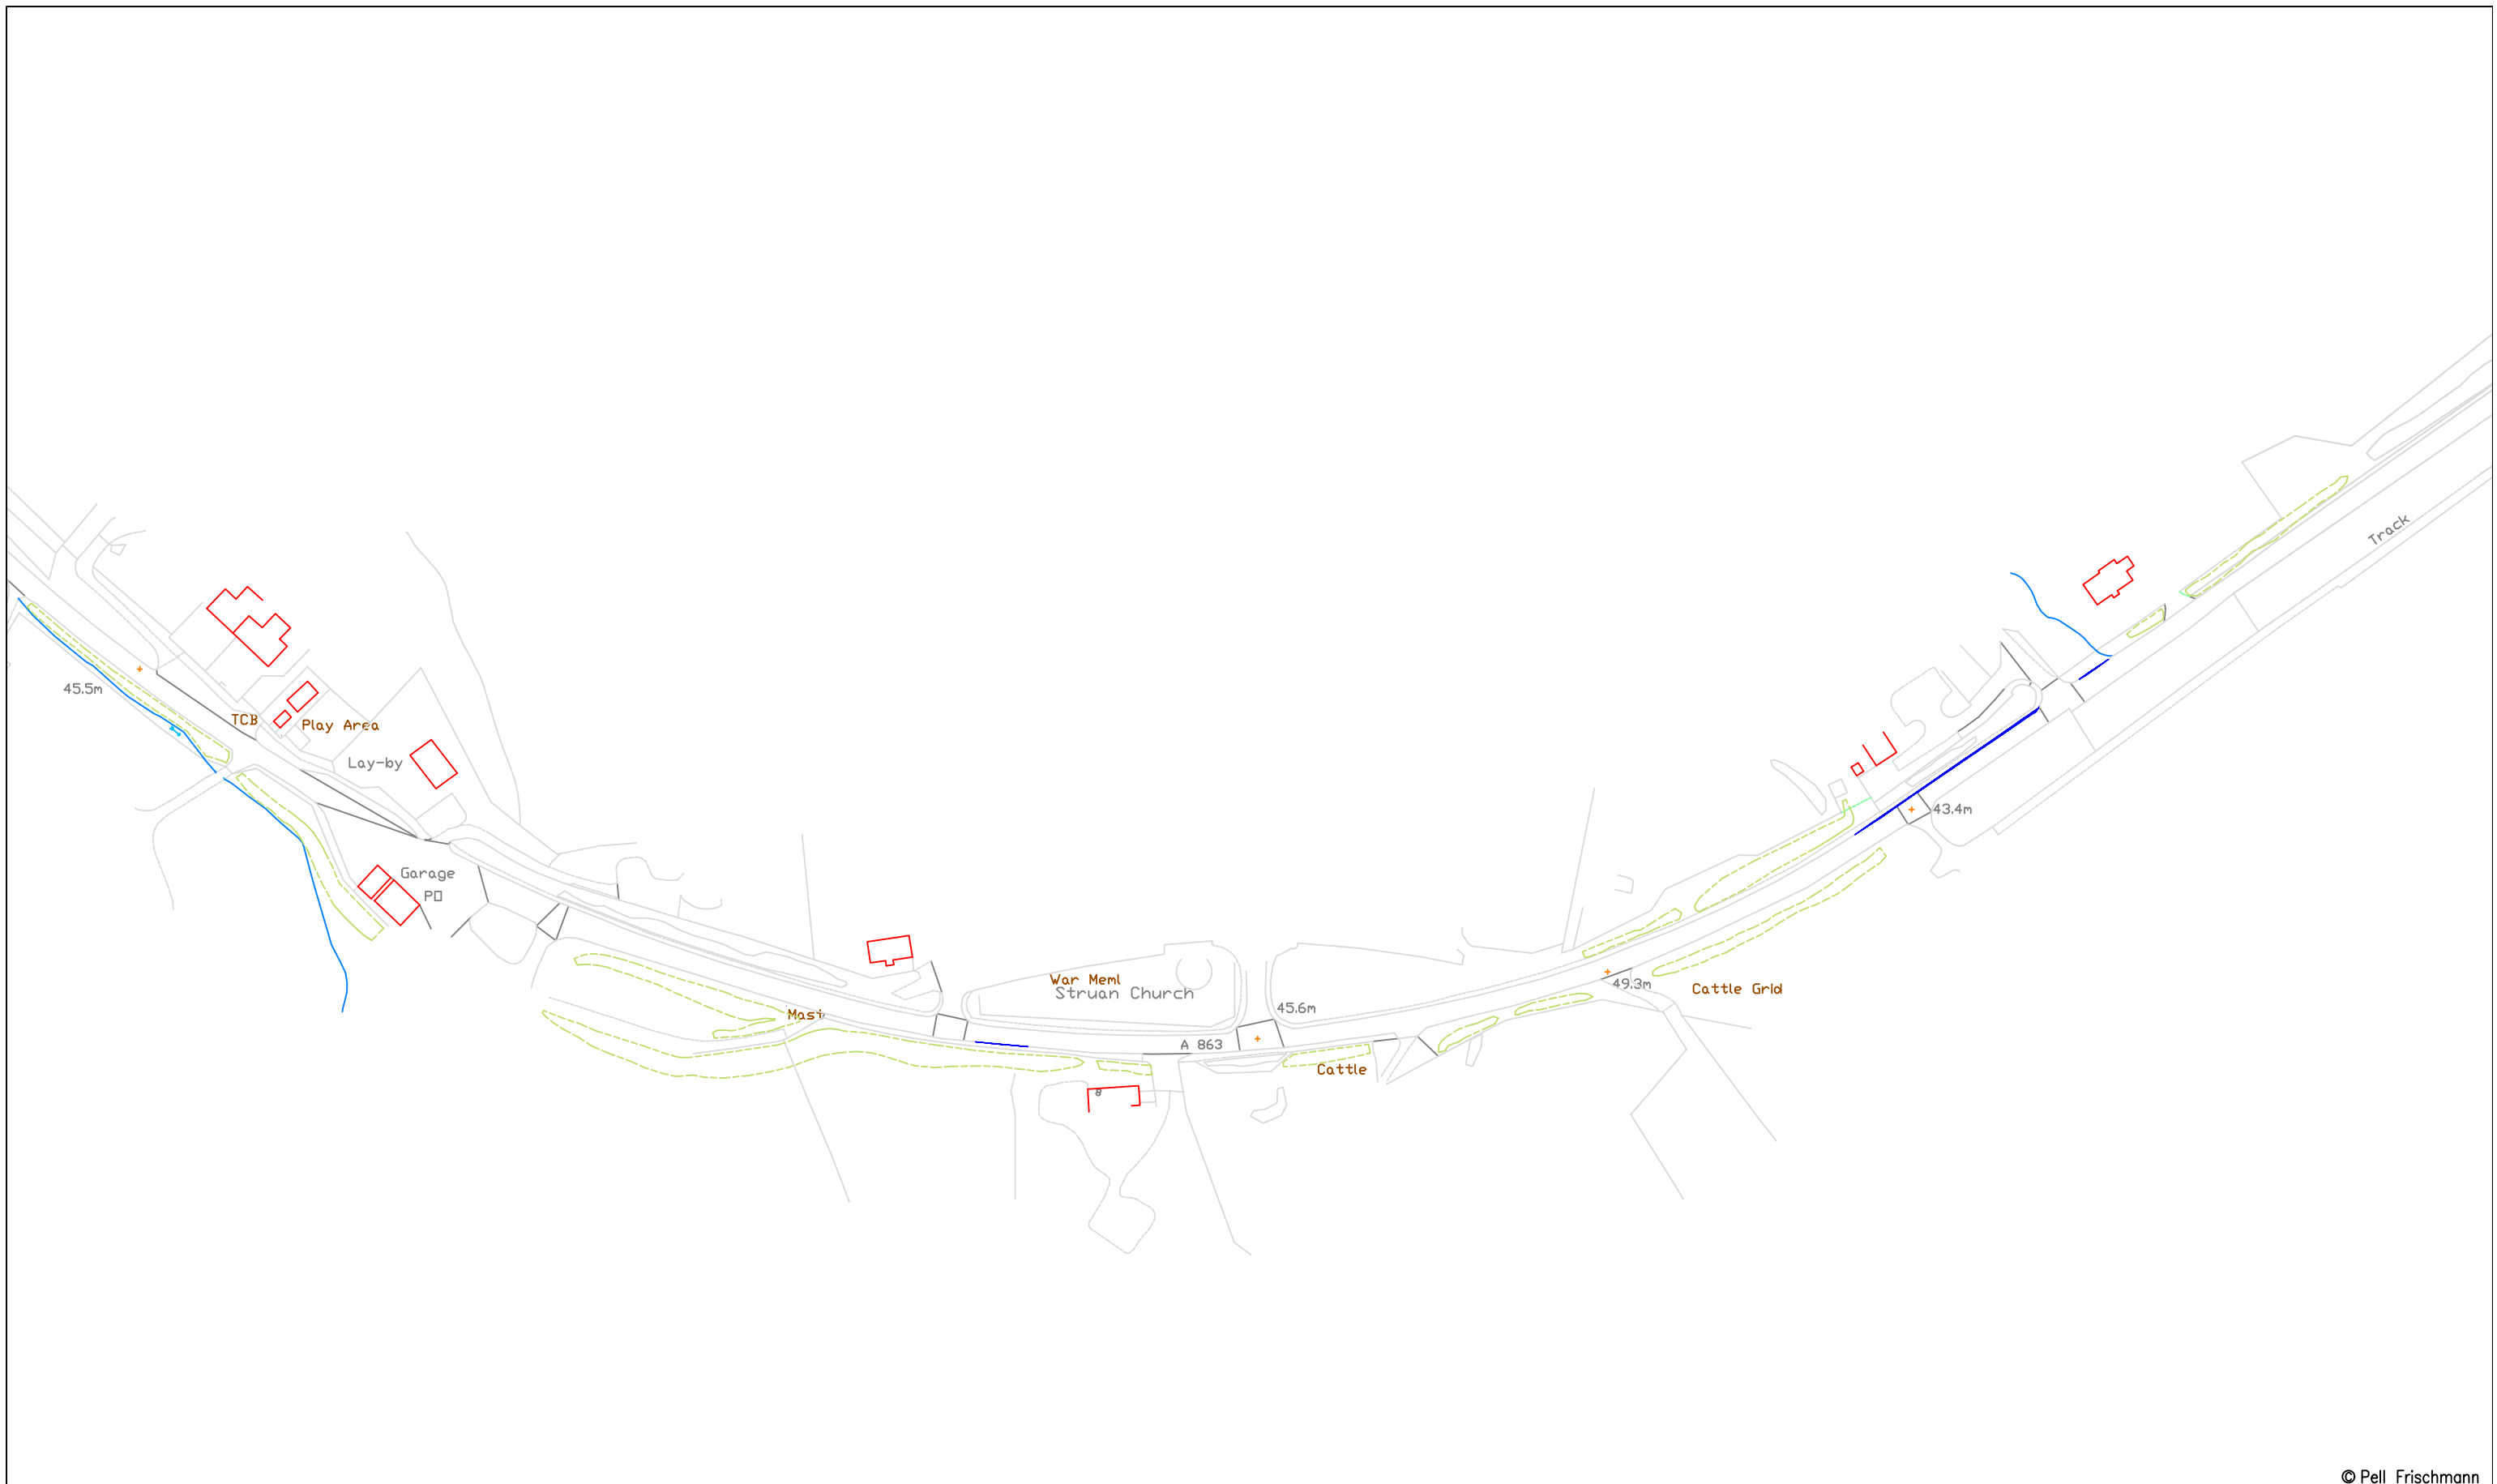 Track
45.5m
TCB
Play Area
Lay-by
43.4m
Garage
PO
War Meml
Struan Church
49.3m
Cattle Grid
45.6m
Mast
A 863
Cattle
© Pell Frischmann